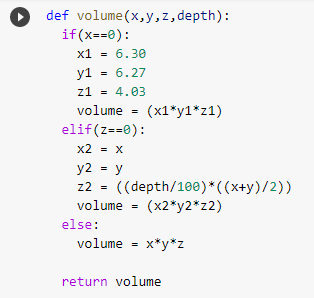 def volume(x,y,z,depth):
  if(x==0):
    x1 = 6.30
    y1 = 6.27
    z1 = 4.03
    volume = (x1*y1*z1)
  elif(z==0):
    x2 = x
    y2 = y
    z2 = ((depth/100)*((x+y)/2))
    volume = (x2*y2*z2)
  else:
    volume = x*y*z

  return volume